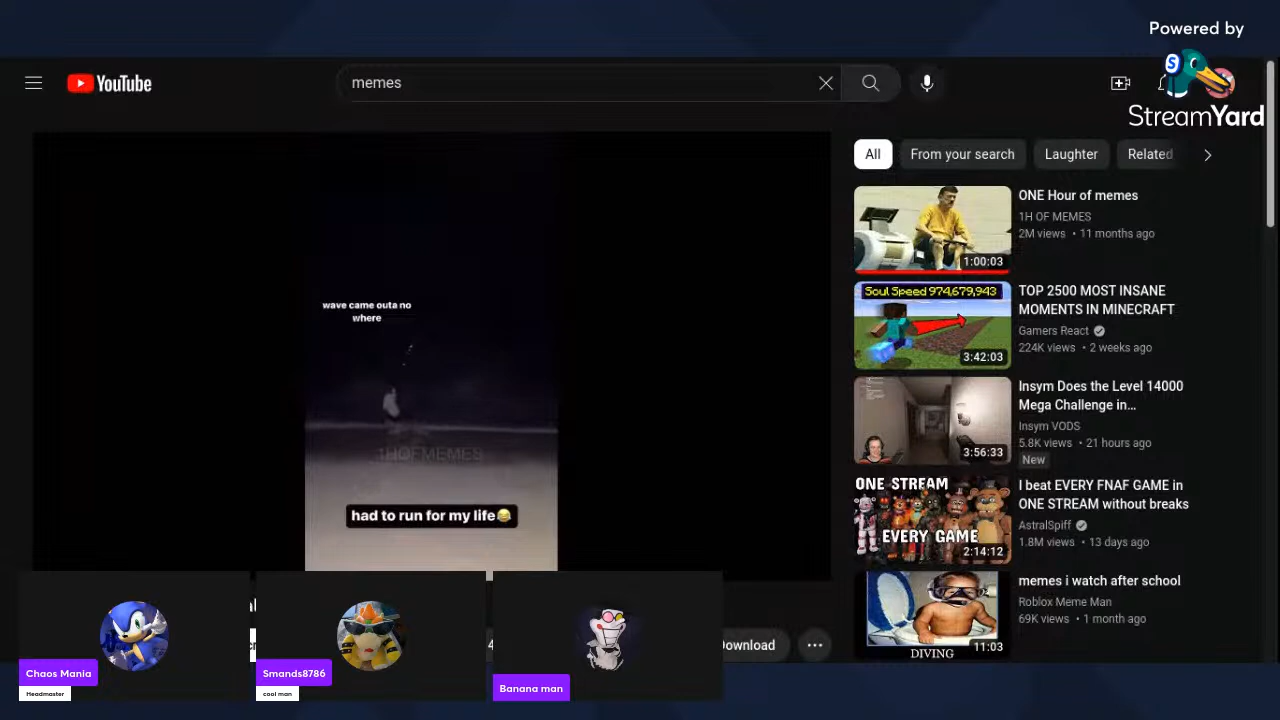 Powered by
StreamYard
YouTube
memes
All
From your search
Laughter
Related
wave came outa no
where
1HOFMEMES
had to run for my life😂
ONE Hour of memes
1H OF MEMES
2M views • 11 months ago
1:00:03
Soul Speed 974,679,943
3:42:03
TOP 2500 MOST INSANE
MOMENTS IN MINECRAFT
Gamers React
224K views • 2 weeks ago
3:56:33
Insym Does the Level 14000
Mega Challenge in…
Insym VODS
5.8K views • 21 hours ago
New
ONE STREAM
EVERY GAME
2:14:12
I beat EVERY FNAF GAME in
ONE STREAM without breaks
AstralSpiff
1.8M views • 13 days ago
DIVING
11:03
memes i watch after school
Roblox Meme Man
69K views • 1 month ago
Download
Chaos Mania
Headmaster
Smands8786
cool man
Banana man